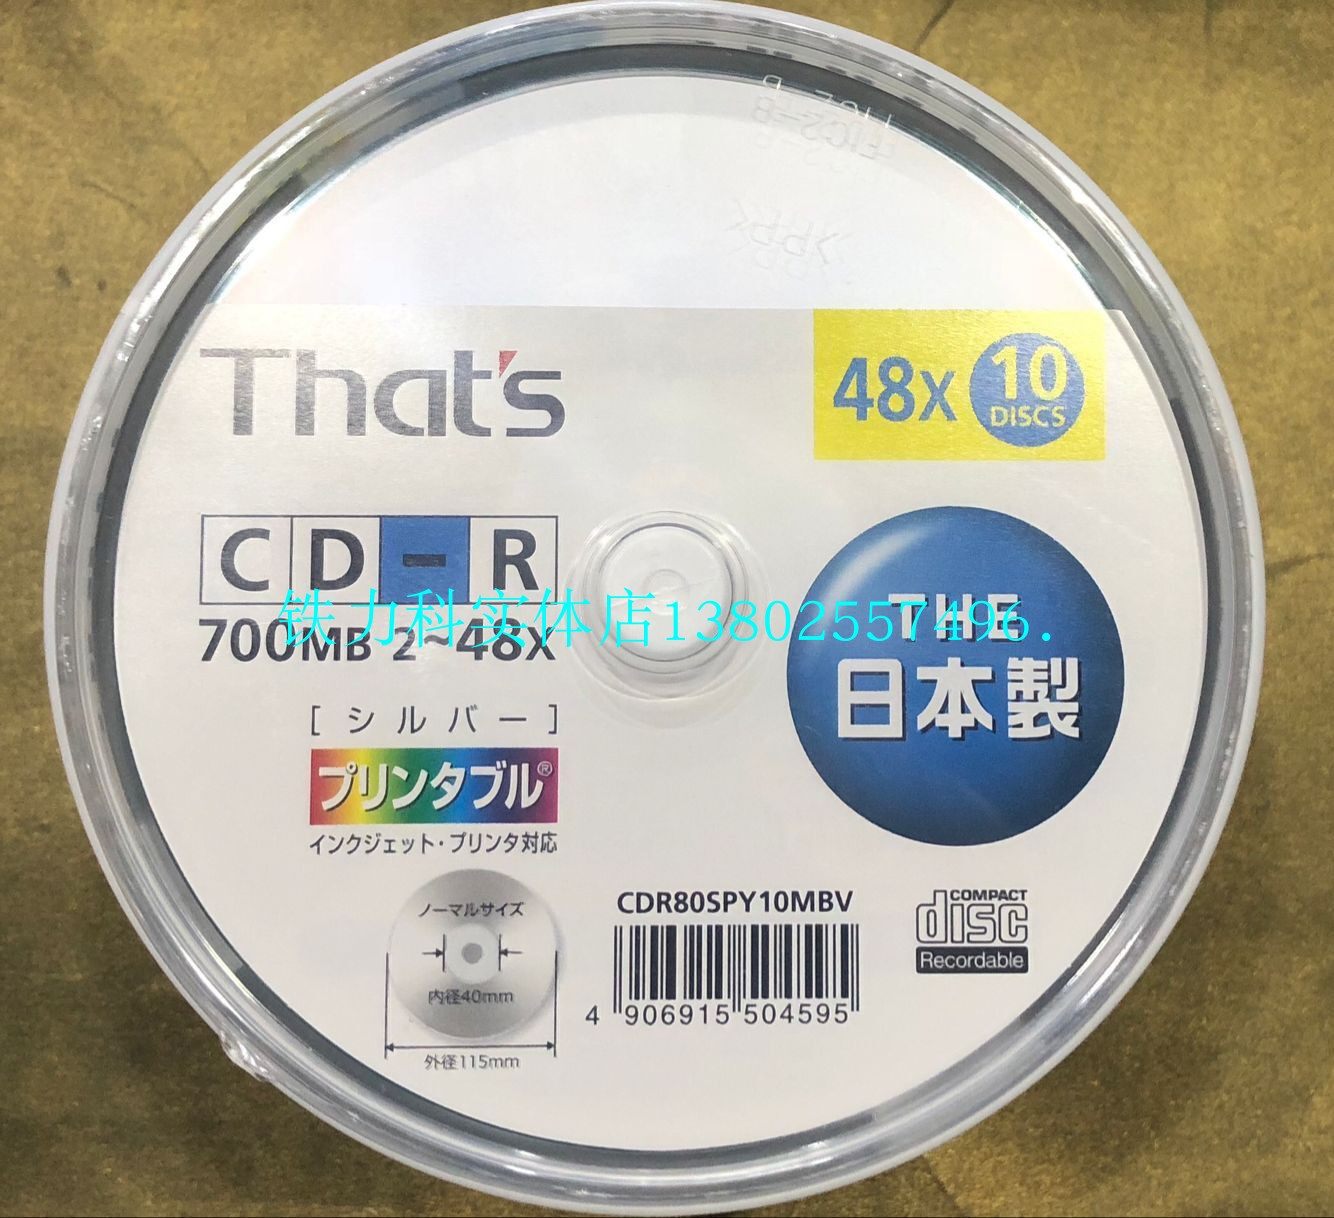 That's
48X 10
DISCS
CD-R
700MB 2~48X
铁力科实体店13802557496.
THE
日本製
[シルバー]
プリンタブル®
インクジェット・プリンタ対応
ノーマルサイズ
内径40mm
外径115mm
CDR80SPY10MBV
4 906915 504595
COMPACT
disc
Recordable
>PP<